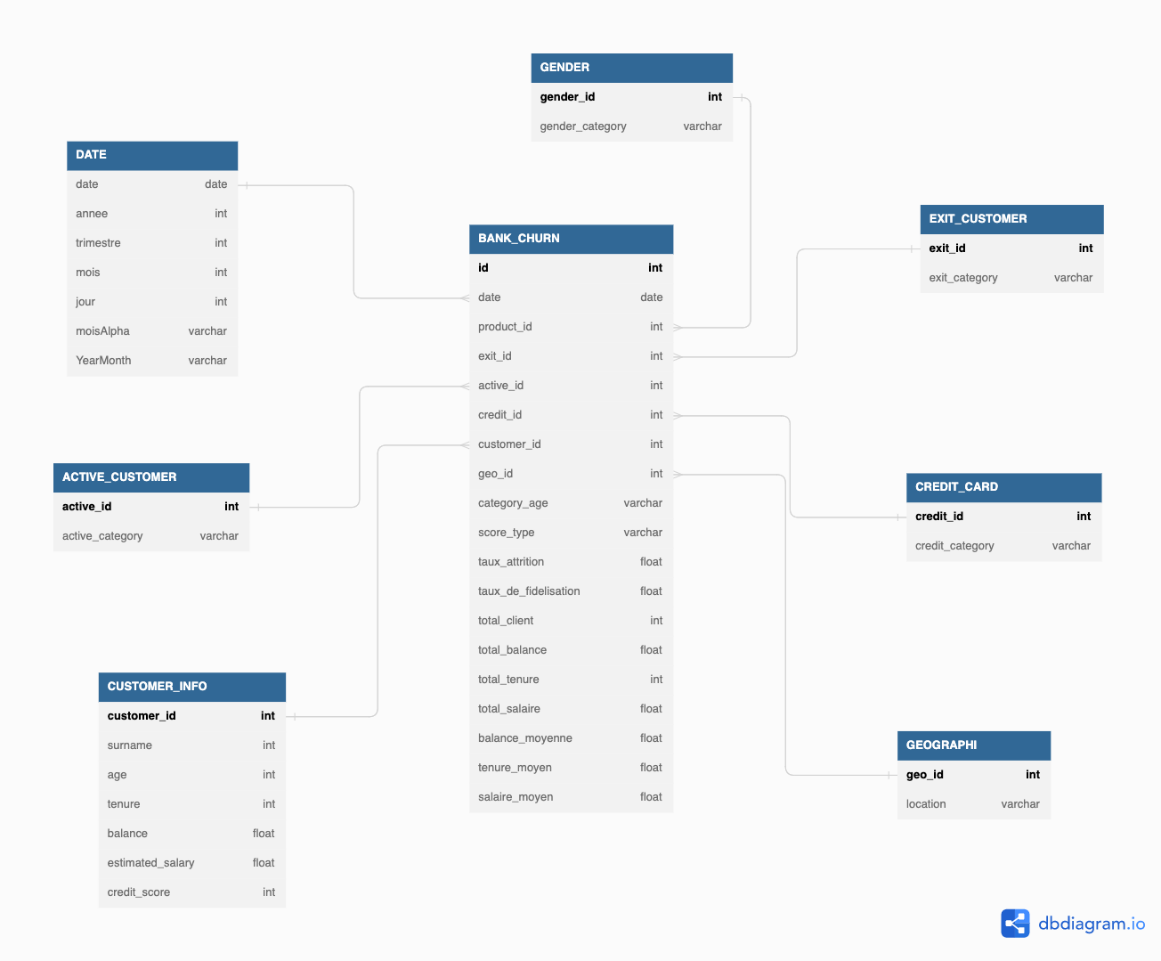 GENDER
gender_id int
gender_category varchar
DATE
date date
annee int
trimestre int
mois int
jour int
moisAlpha varchar
YearMonth varchar
EXIT_CUSTOMER
exit_id int
exit_category varchar
BANK_CHURN
id int
date date
product_id int
exit_id int
active_id int
credit_id int
customer_id int
geo_id int
category_age varchar
score_type varchar
taux_attrition float
taux_de_fidelisation float
total_client int
total_balance float
total_tenure int
total_salaire float
balance_moyenne float
tenure_moyen float
salaire_moyen float
ACTIVE_CUSTOMER
active_id int
active_category varchar
CREDIT_CARD
credit_id int
credit_category varchar
CUSTOMER_INFO
customer_id int
surname int
age int
tenure int
balance float
estimated_salary float
credit_score int
GEOGRAPHI
geo_id int
location varchar
dbdiagram.io